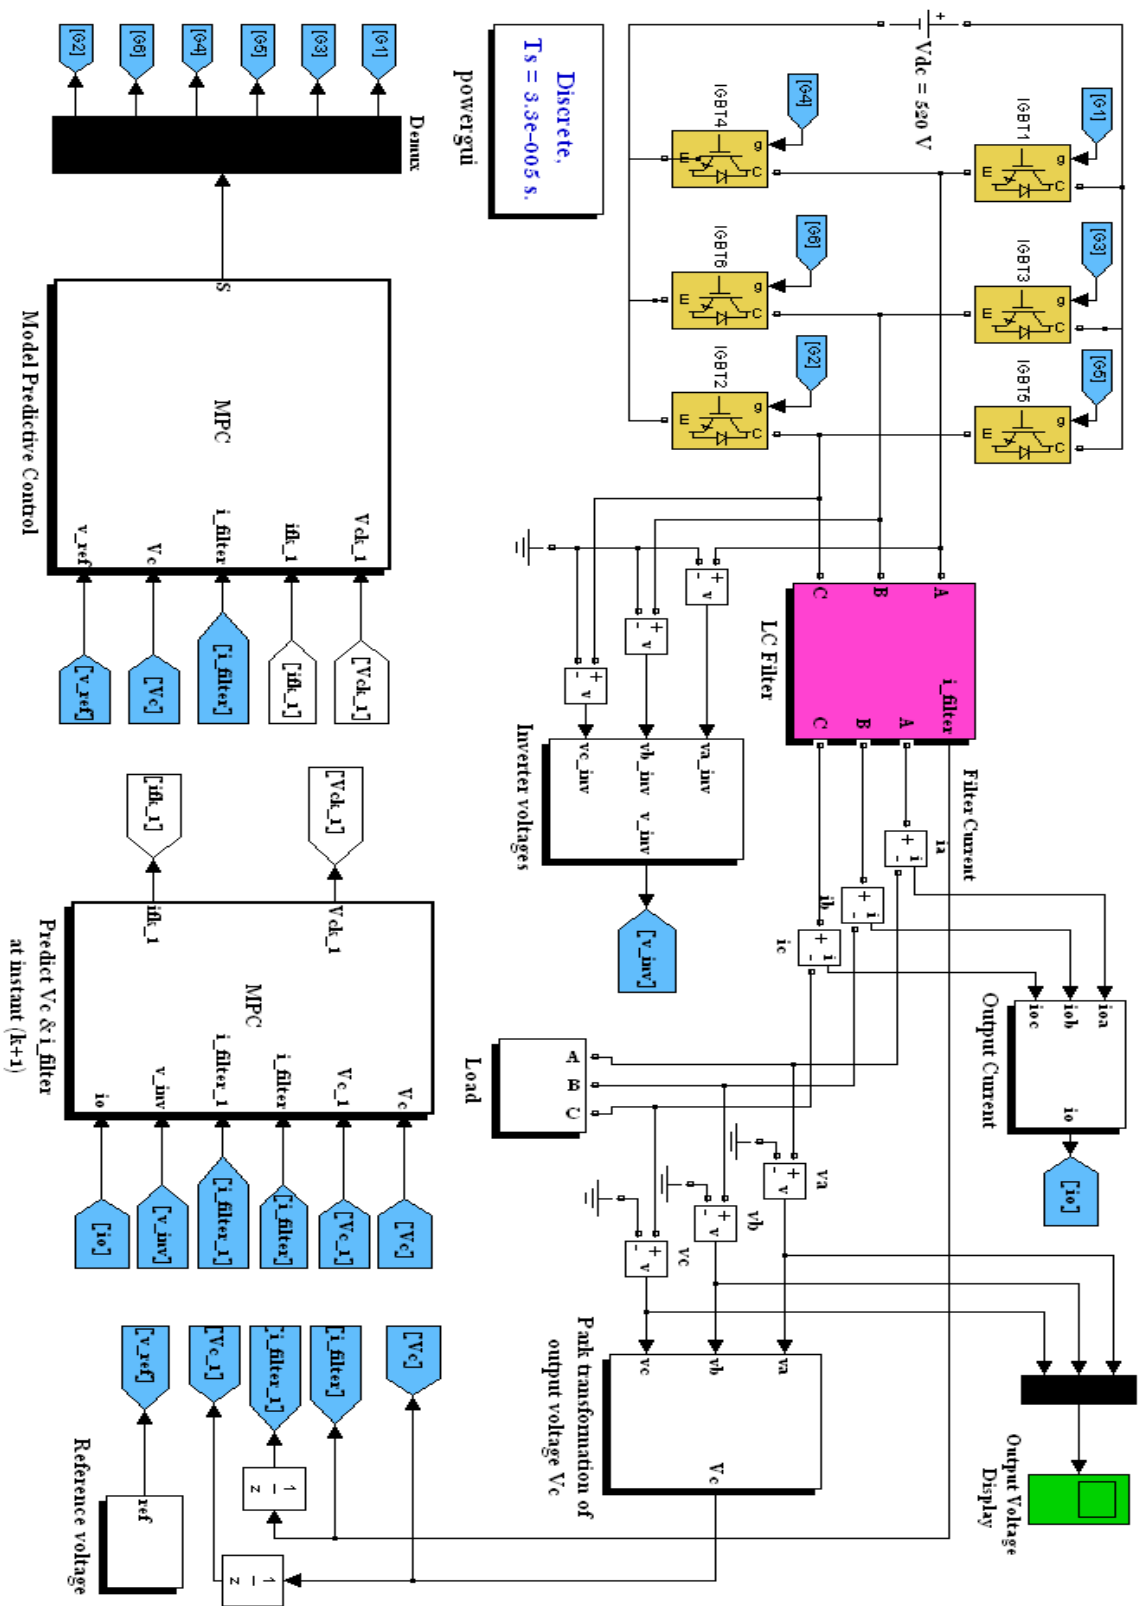 Vdc = 520 V
+
[G1]
[G3]
[G5]
IGBT1
IGBT3
IGBT5
g
C
E
g
C
E
g
C
E
[G4]
[G6]
[G2]
IGBT4
IGBT6
IGBT2
g
C
E
g
C
E
g
C
E
Discrete,
Ts = 3.3e-005 s.
powergui
A
B
C
i_filter
A
B
C
LC Filter
Filter Current
+
-
v
+
-
v
+
-
v
va_inv
vb_inv
vc_inv
v_inv
Inverter voltages
[v_inv]
ia
+
-
i
ib
+
-
i
ic
+
-
i
ioa
iob
ioc
io
Output Current
[io]
A
B
C
Load
va
+
-
v
vb
+
-
v
vc
+
-
v
va
vb
vc
Vc
Park transformation of
output voltage Vc
Output Voltage
Display
[G1]
[G3]
[G5]
[G4]
[G6]
[G2]
Demux
S
MPC
Vck_1
ifk_1
i_filter
Vc
v_ref
Model Predictive Control
[Vck_1]
[ifk_1]
[i_filter]
[Vc]
[v_ref]
[Vck_1]
[ifk_1]
Vck_1
ifk_1
MPC
Vc
Vc_1
i_filter
i_filter_1
v_inv
io
Predict Vc & i_filter
at instant (k+1)
[Vc]
[Vc_1]
[i_filter]
[i_filter_1]
[v_inv]
[io]
[Vc]
[i_filter]
[i_filter_1]
[Vc_1]
[v_ref]
1
z
1
z
ref
Reference voltage